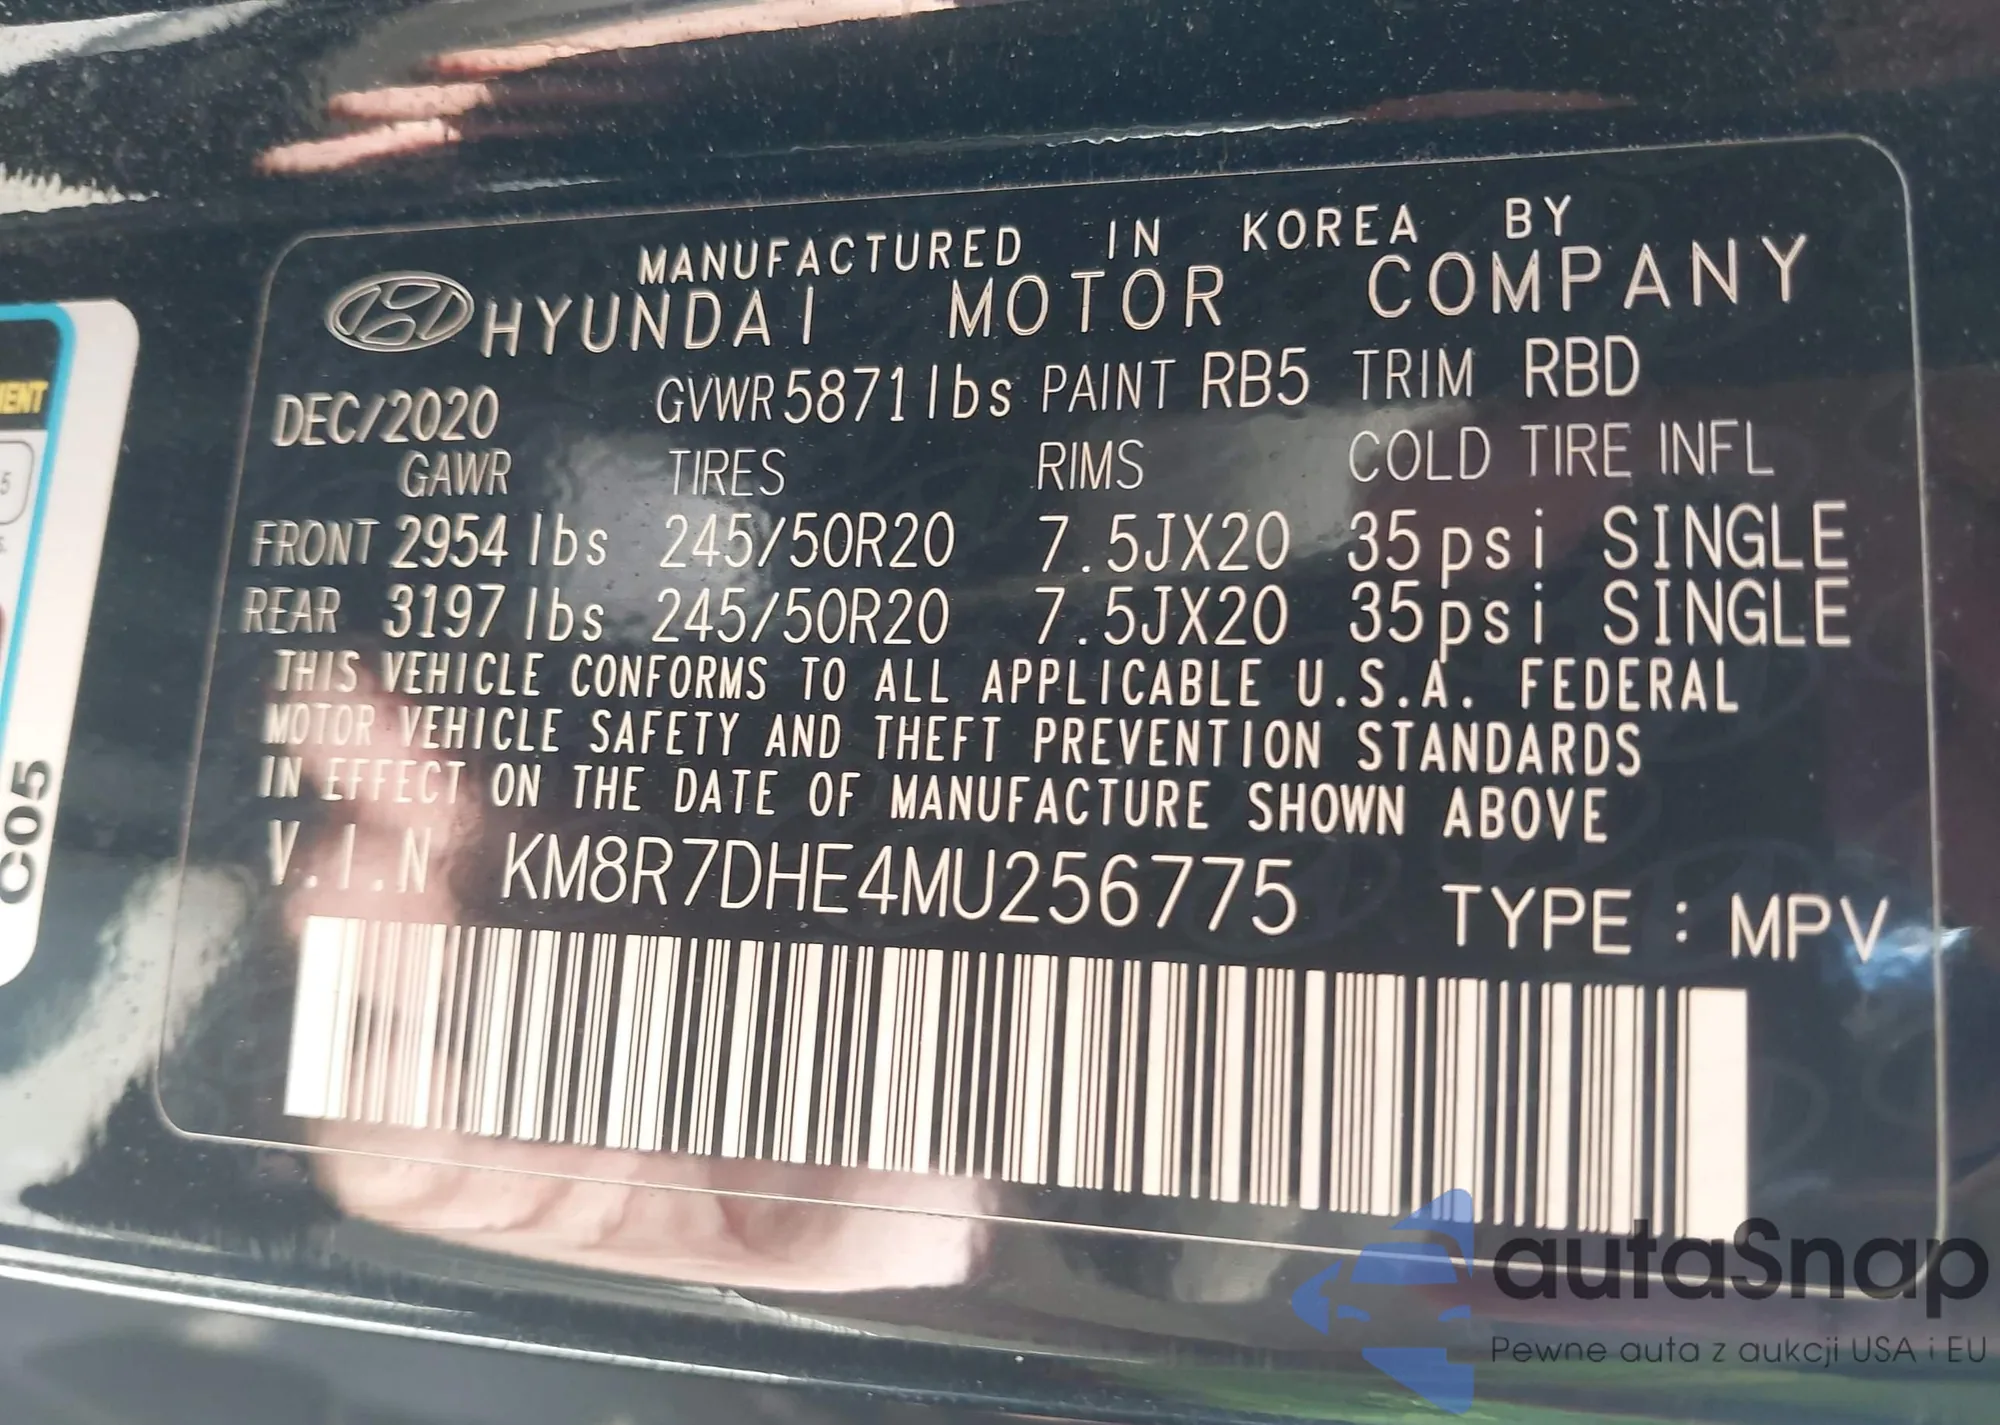 MANUFACTURED IN KOREA BY
HYUNDAI MOTOR COMPANY
DEC/2020 GVWR 5871lbs PAINT RB5 TRIM RBD
GAWR TIRES RIMS COLD TIRE INFL
FRONT 2954 lbs 245/50R20 7.5JX20 35psi SINGLE
REAR 3197 lbs 245/50R20 7.5JX20 35psi SINGLE
THIS VEHICLE CONFORMS TO ALL APPLICABLE U.S.A. FEDERAL
MOTOR VEHICLE SAFETY AND THEFT PREVENTION STANDARDS
IN EFFECT ON THE DATE OF MANUFACTURE SHOWN ABOVE
V.I.N KM8R7DHE4MU256775 TYPE : MPV
C05
autaSnap
Pewne auta z aukcji USA i EU